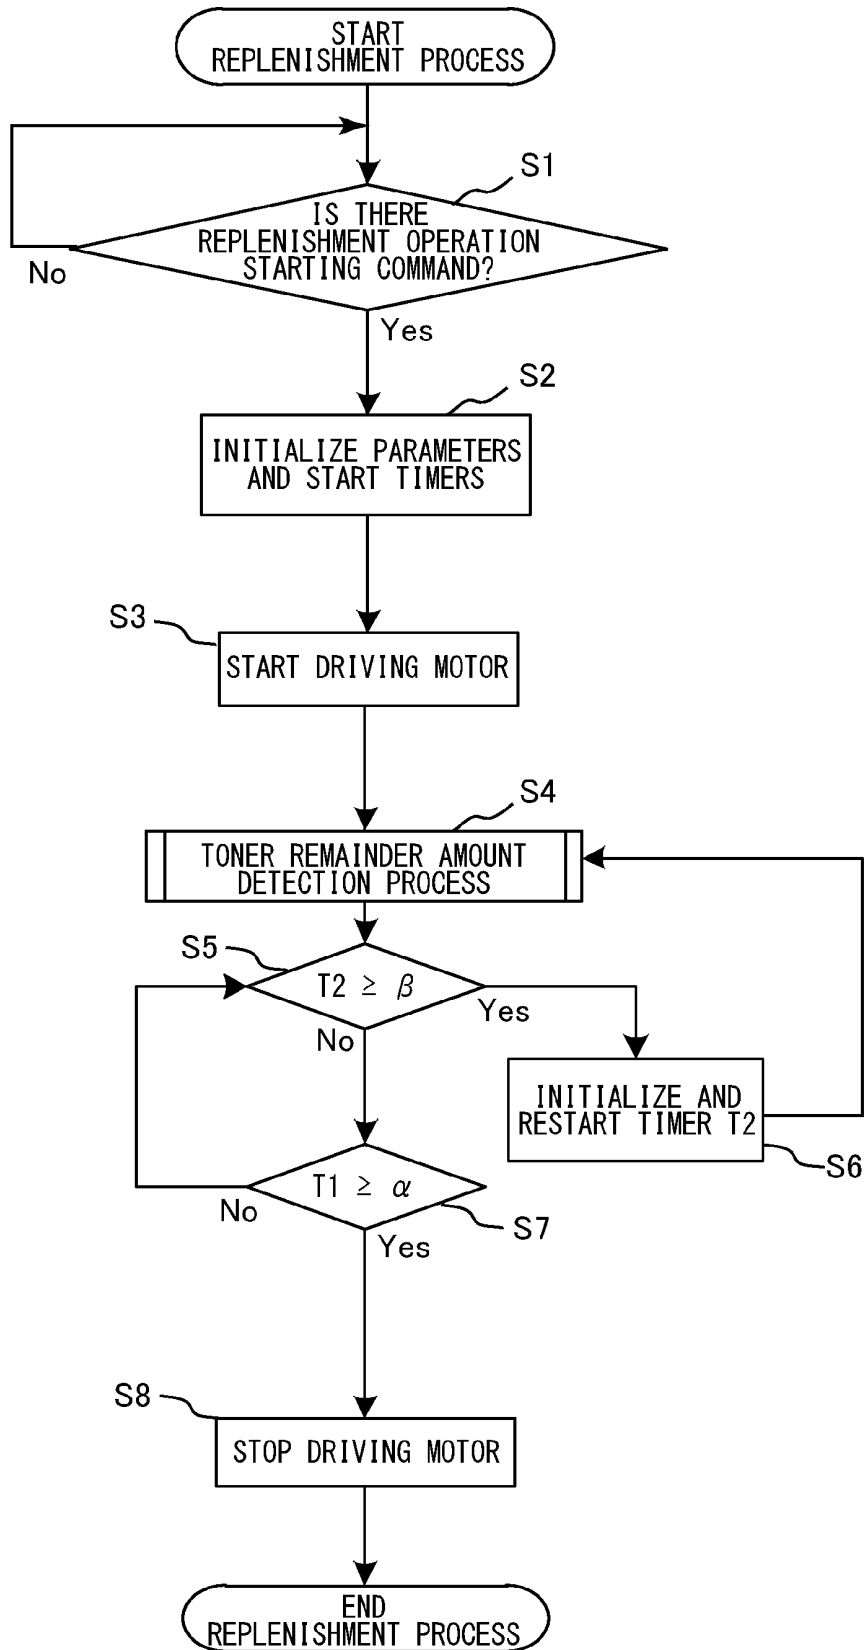 START
REPLENISHMENT PROCESS
S1
IS THERE
REPLENISHMENT OPERATION
STARTING COMMAND?
No
Yes
S2
INITIALIZE PARAMETERS
AND START TIMERS
S3
START DRIVING MOTOR
S4
TONER REMAINDER AMOUNT
DETECTION PROCESS
S5
T2 ≥ β
Yes
No
INITIALIZE AND
RESTART TIMER T2
S6
T1 ≥ α
No
S7
Yes
S8
STOP DRIVING MOTOR
END
REPLENISHMENT PROCESS